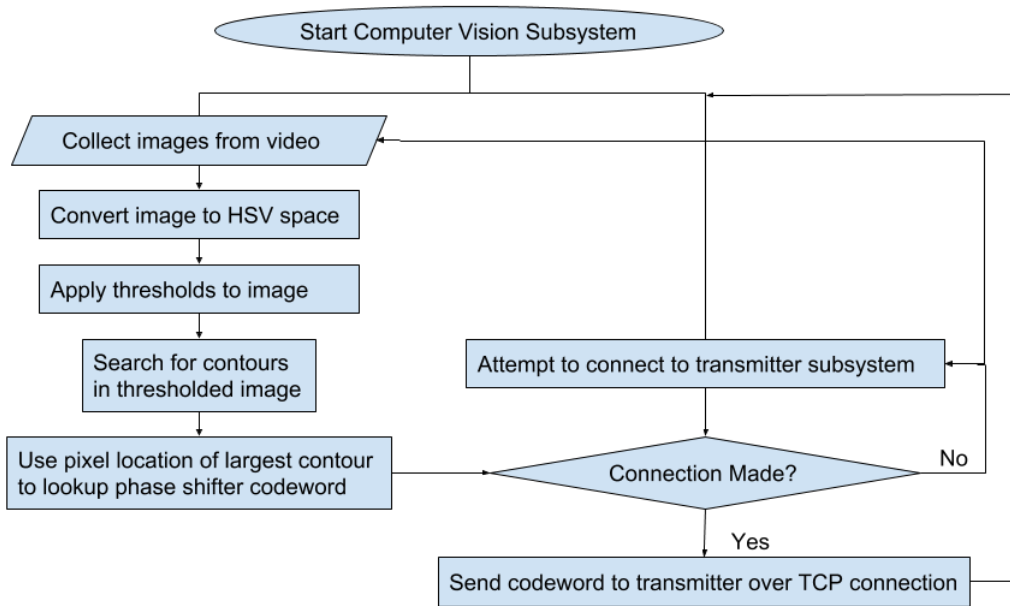 Start Computer Vision Subsystem
Collect images from video
Convert image to HSV space
Apply thresholds to image
Search for contours
in thresholded image
Attempt to connect to transmitter subsystem
Use pixel location of largest contour
to lookup phase shifter codeword
Connection Made?
No
Yes
Send codeword to transmitter over TCP connection